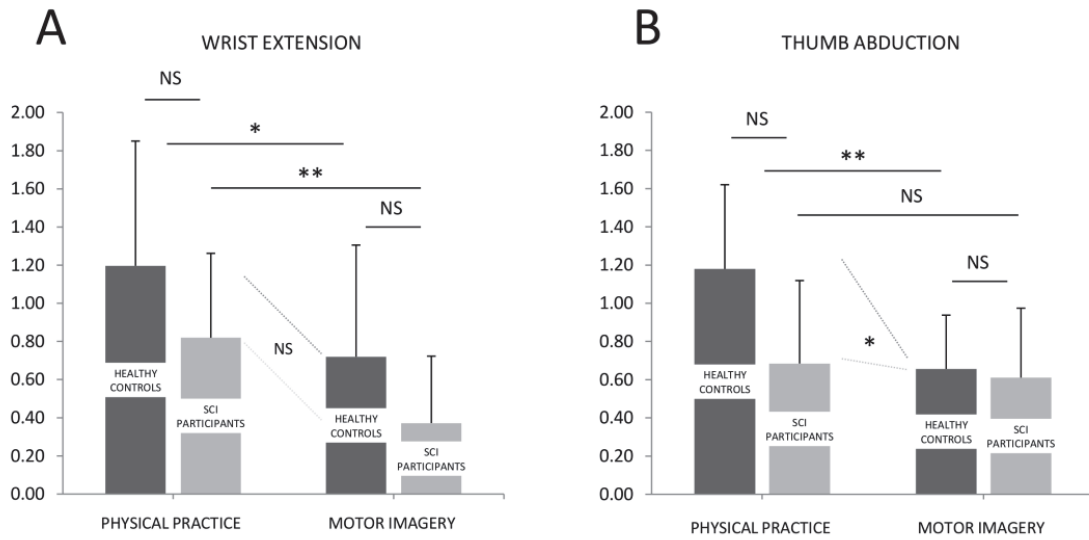 A
WRIST EXTENSION
NS
*
**
NS
NS
2.00
1.80
1.60
1.40
1.20
1.00
0.80
0.60
0.40
0.20
0.00
HEALTHY
CONTROLS
SCI
PARTICIPANTS
HEALTHY
CONTROLS
SCI
PARTICIPANTS
PHYSICAL PRACTICE
MOTOR IMAGERY
B
THUMB ABDUCTION
NS
**
NS
NS
*
2.00
1.80
1.60
1.40
1.20
1.00
0.80
0.60
0.40
0.20
0.00
HEALTHY
CONTROLS
SCI
PARTICIPANTS
HEALTHY
CONTROLS
SCI
PARTICIPANTS
PHYSICAL PRACTICE
MOTOR IMAGERY